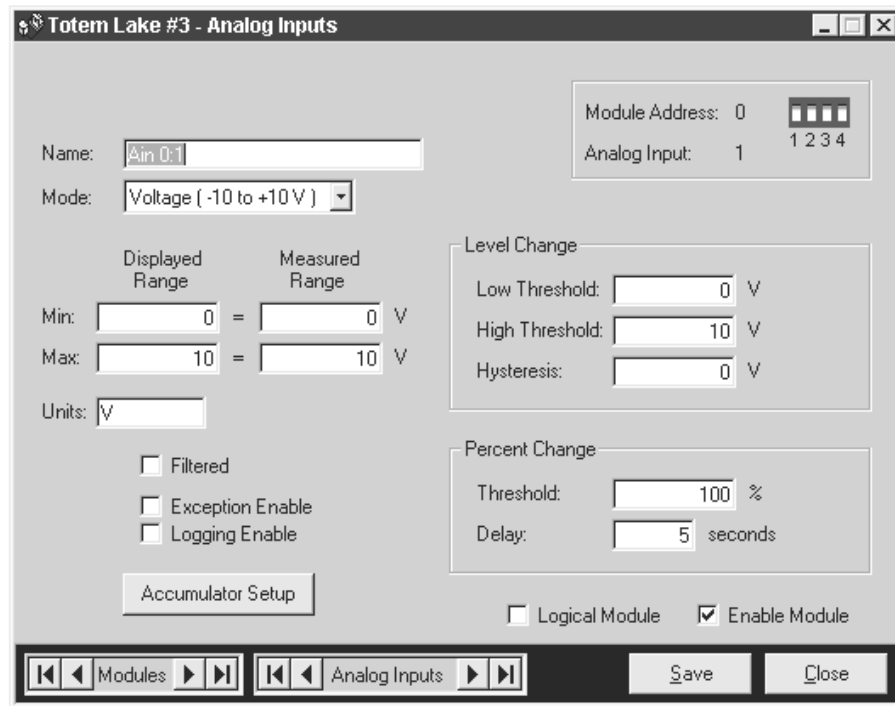 Totem Lake #3 - Analog Inputs
Module Address: 0
1 2 3 4
Analog Input: 1
Name: Ain 0:1
Mode: Voltage ( -10 to +10 V )
Displayed Range
Measured Range
Min: 0 = 0 V
Max: 10 = 10 V
Units: V
Filtered
Exception Enable
Logging Enable
Accumulator Setup
Level Change
Low Threshold: 0 V
High Threshold: 10 V
Hysteresis: 0 V
Percent Change
Threshold: 100 %
Delay: 5 seconds
Logical Module
Enable Module
Modules
Analog Inputs
Save
Close